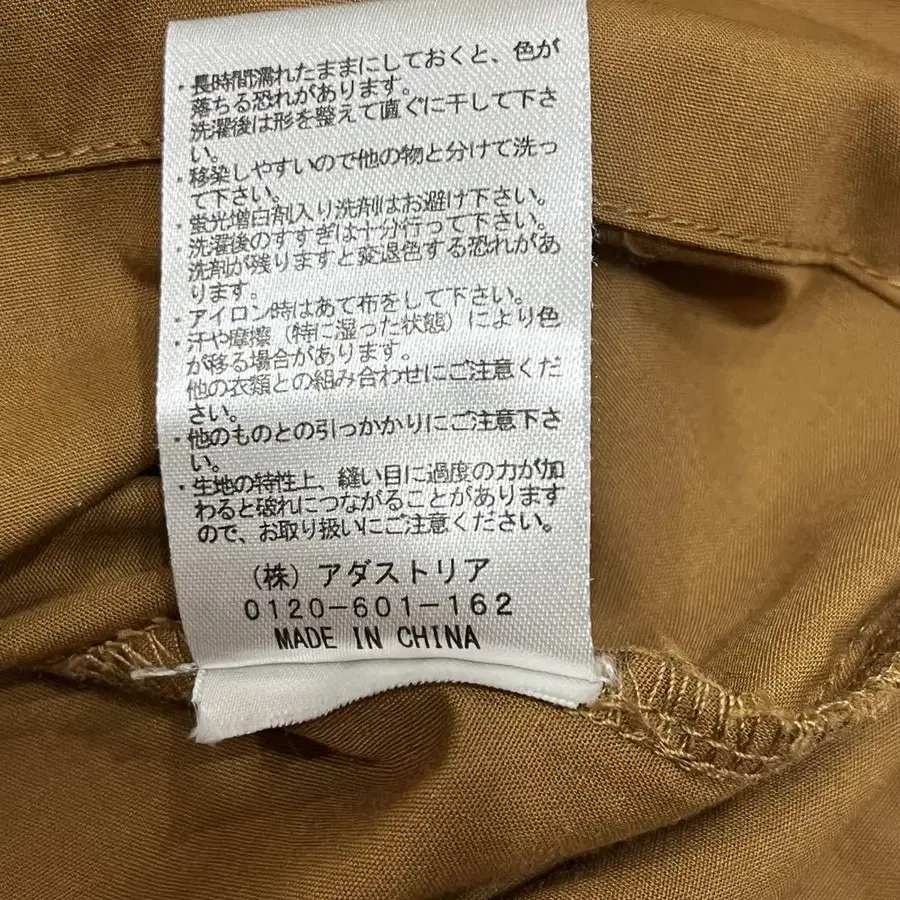 ・長時間濡れたままにしておくと、色が
落ちる恐れがあります。
洗濯後は形を整えて直ぐに干して下さ
い。
・移染しやすいので他の物と分けて洗っ
て下さい。
・蛍光増白剤入り洗剤はお避け下さい。
・洗濯後のすすぎは十分行って下さい。
洗剤が残りますと変退色する恐れがあ
ります。
・アイロン時はあて布をして下さい。
・汗や摩擦（特に湿った状態）により色
が移る場合があります。
他の衣類との組み合わせにご注意くだ
さい。
・他のものとの引っかかりにご注意下さ
い。
・生地の特性上、縫い目に過度の力が加
わると破れにつながることがあります
ので、お取り扱いにご注意ください。
（株）アダストリア
0120-601-162
MADE IN CHINA